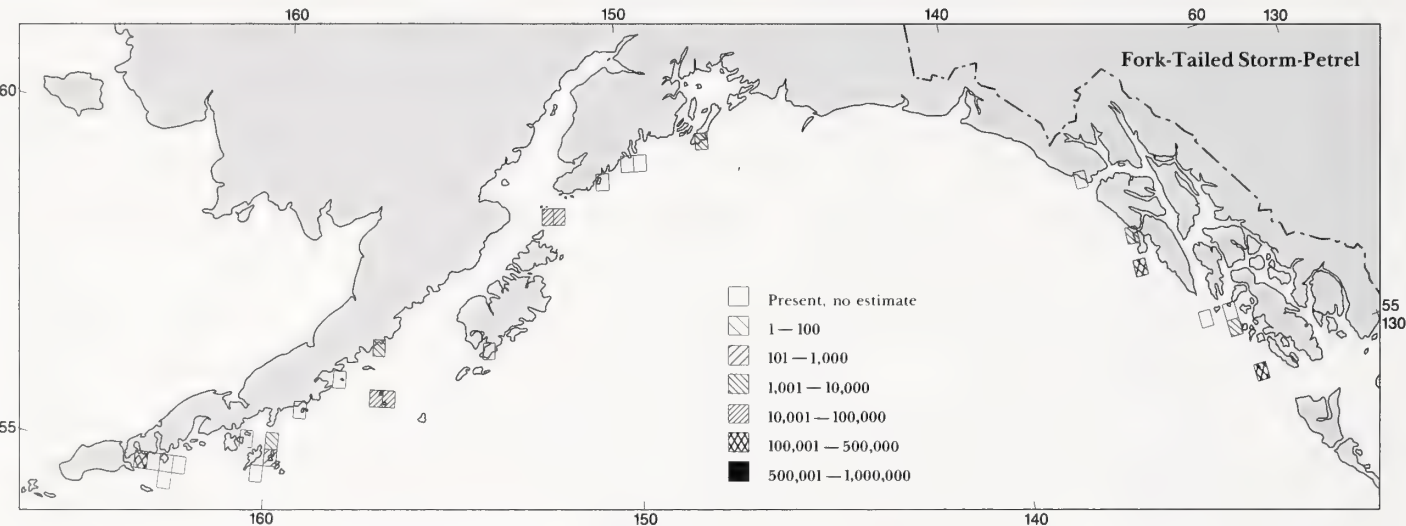 160 150 140 60 130
Fork-Tailed Storm-Petrel
60
Present, no estimate
55
1 — 100
130
101 — 1,000
1,001 — 10,000
10,001 — 100,000
55
100,001 — 500,000
500,001 — 1,000,000
160 150 140